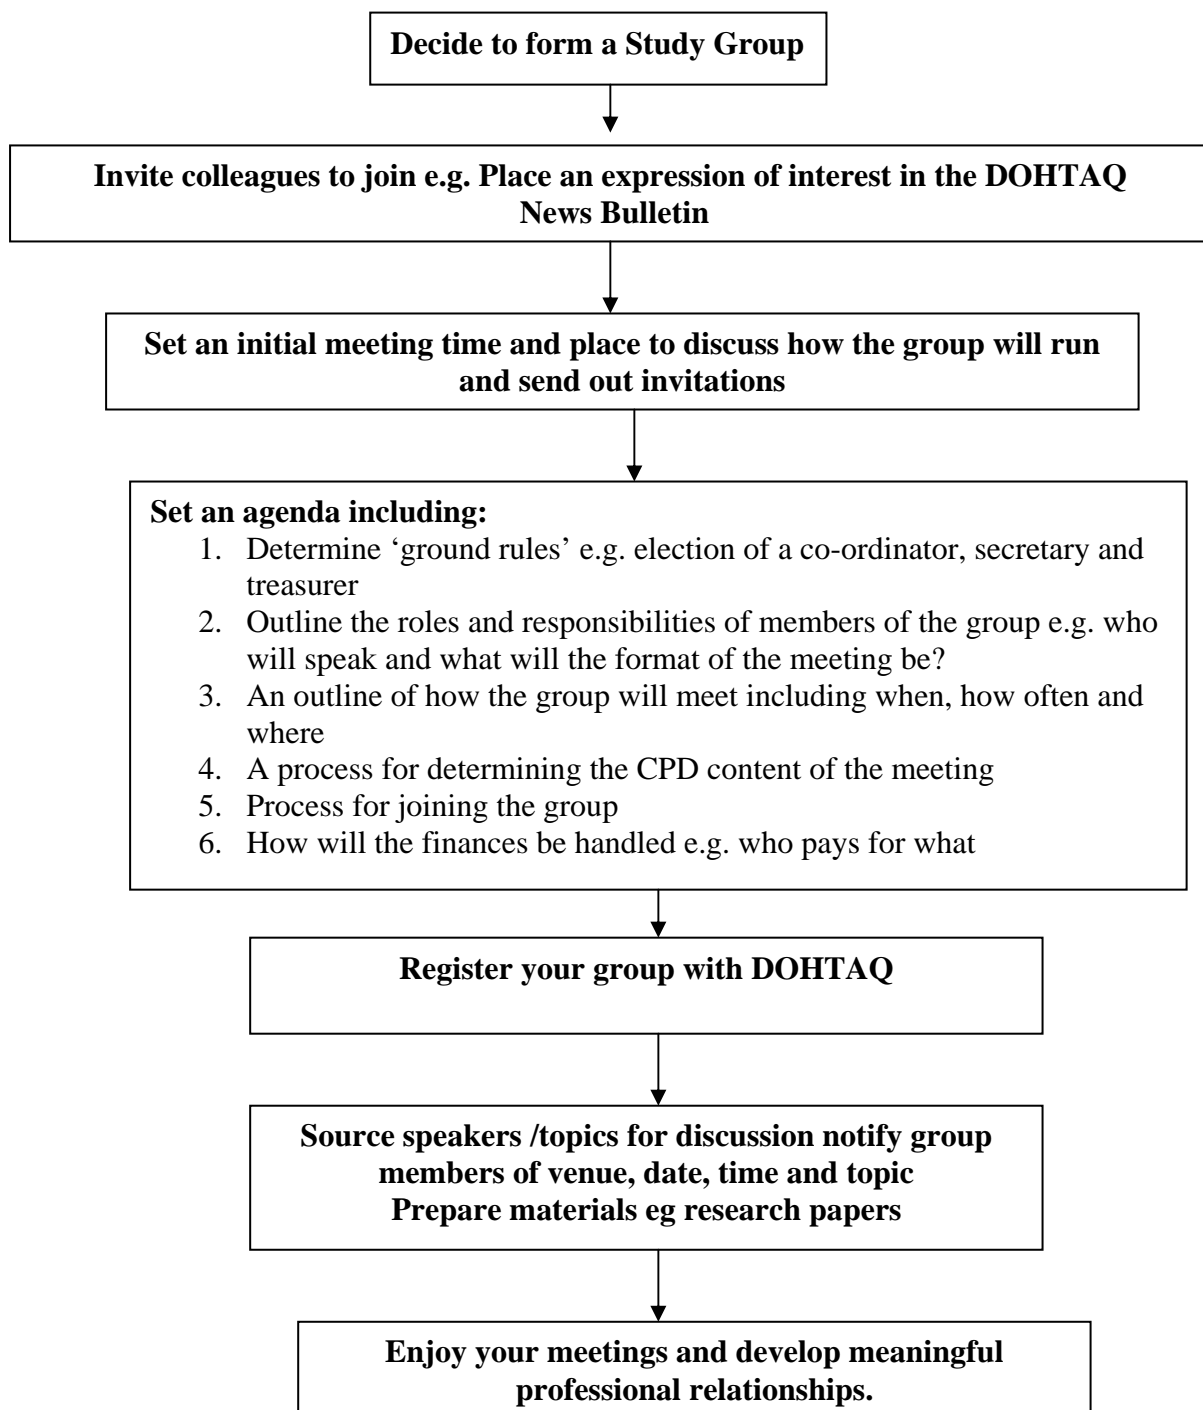 Decide to form a Study Group
Invite colleagues to join e.g. Place an expression of interest in the DOHTAQ
News Bulletin
Set an initial meeting time and place to discuss how the group will run
and send out invitations
Set an agenda including:
1. Determine ‘ground rules’ e.g. election of a co-ordinator, secretary and
treasurer
2. Outline the roles and responsibilities of members of the group e.g. who
will speak and what will the format of the meeting be?
3. An outline of how the group will meet including when, how often and
where
4. A process for determining the CPD content of the meeting
5. Process for joining the group
6. How will the finances be handled e.g. who pays for what
Register your group with DOHTAQ
Source speakers /topics for discussion notify group
members of venue, date, time and topic
Prepare materials eg research papers
Enjoy your meetings and develop meaningful
professional relationships.